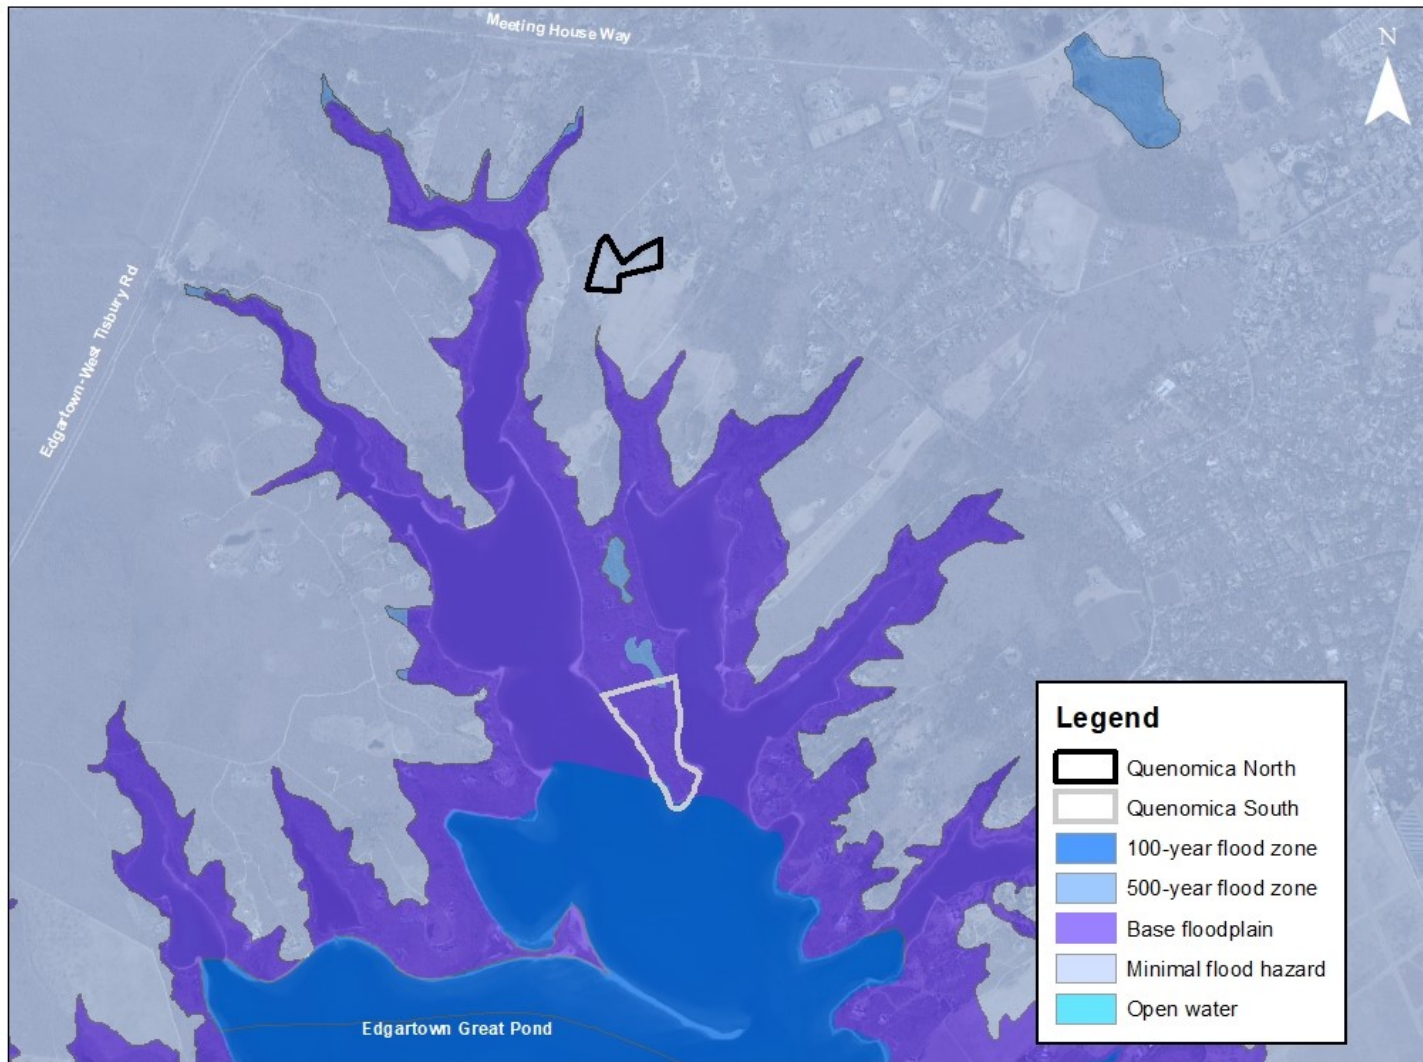 Meeting House Way
N
Edgartown-West Tisbury Rd
Legend
Quenomica North
Quenomica South
100-year flood zone
500-year flood zone
Base floodplain
Minimal flood hazard
Open water
Edgartown Great Pond